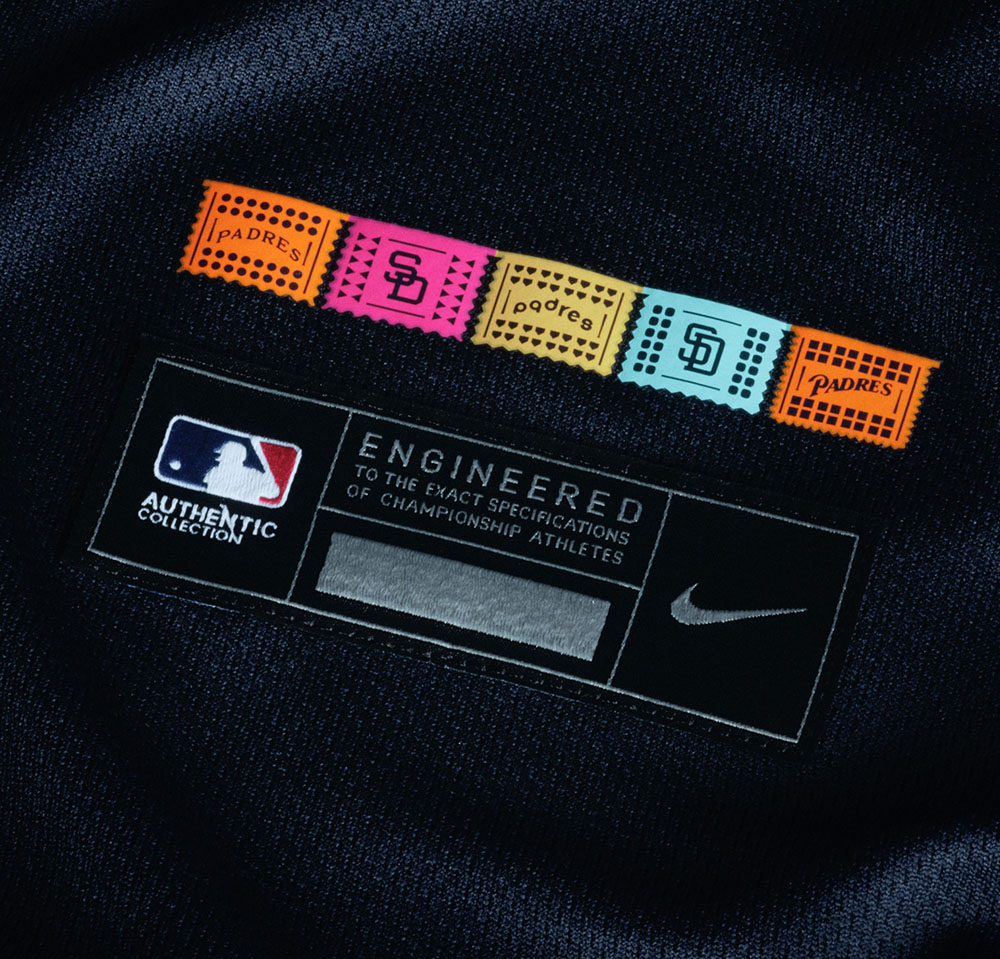 PADRES
SD
padres
SD
PADRES
AUTHENTIC
COLLECTION
ENGINEERED
TO THE EXACT SPECIFICATIONS
OF CHAMPIONSHIP ATHLETES